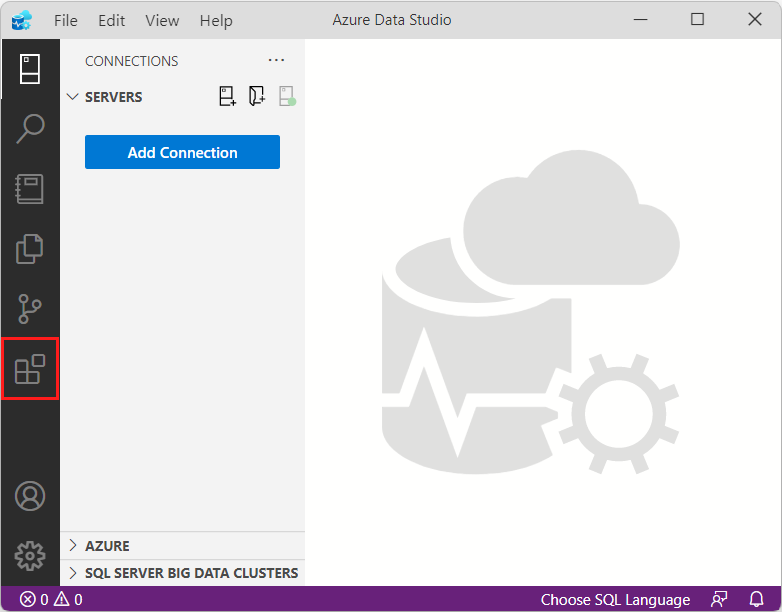 File Edit View Help Azure Data Studio
CONNECTIONS
SERVERS
Add Connection
AZURE
SQL SERVER BIG DATA CLUSTERS
0 0 Choose SQL Language